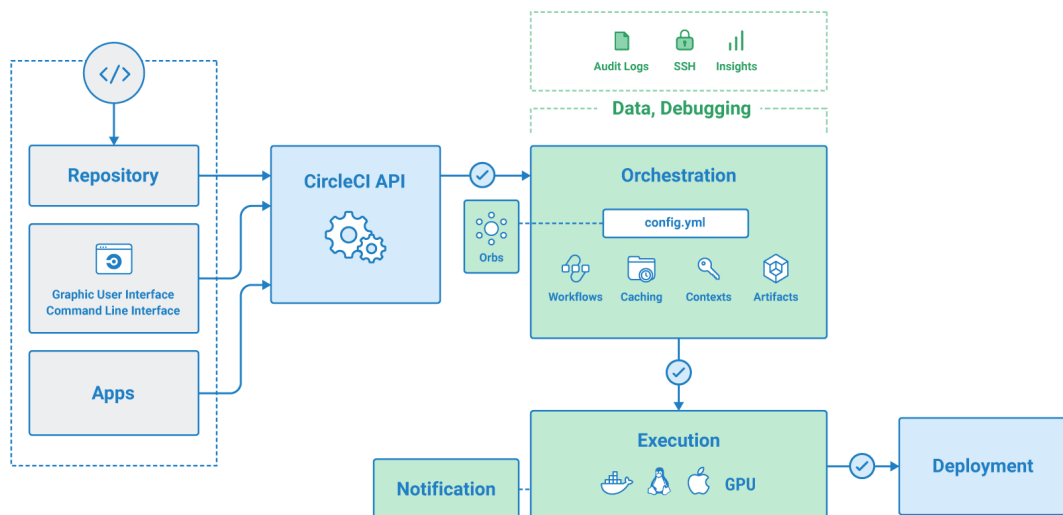 Audit Logs
SSH
Insights
Data, Debugging
</>
Repository
Graphic User Interface
Command Line Interface
Apps
CircleCI API
Orbs
Orchestration
config.yml
Workflows
Caching
Contexts
Artifacts
Execution
GPU
Notification
Deployment